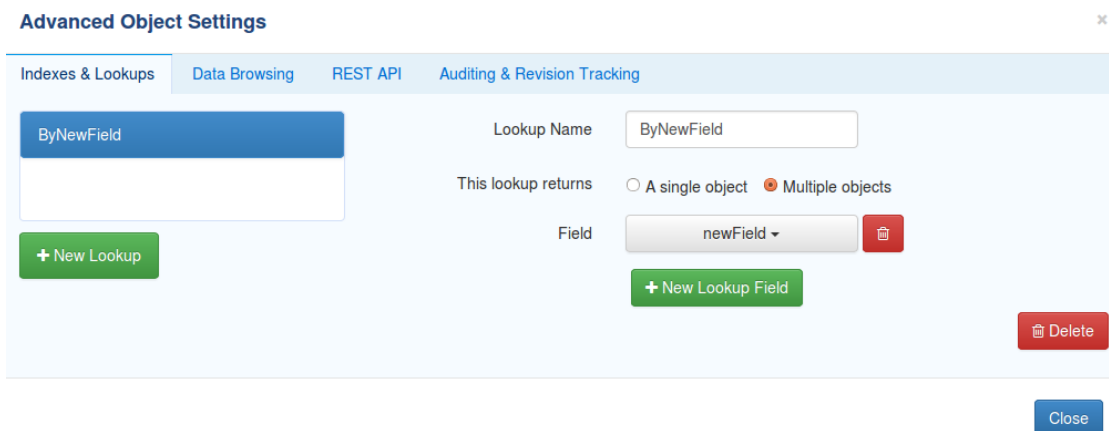 Advanced Object Settings
×
Indexes & Lookups Data Browsing REST API Auditing & Revision Tracking
ByNewField
Lookup Name ByNewField
This lookup returns A single object Multiple objects
Field newField
+ New Lookup
+ New Lookup Field
Delete
Close